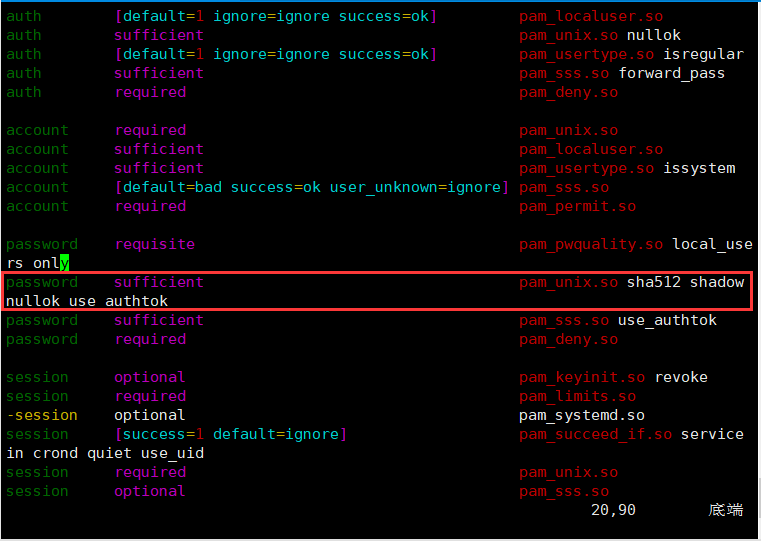 auth        [default=1 ignore=ignore success=ok]         pam_localuser.so
auth        sufficient                                   pam_unix.so nullok
auth        [default=1 ignore=ignore success=ok]         pam_usertype.so isregular
auth        sufficient                                   pam_sss.so forward_pass
auth        required                                     pam_deny.so

account     required                                     pam_unix.so
account     sufficient                                   pam_localuser.so
account     sufficient                                   pam_usertype.so issystem
account     [default=bad success=ok user_unknown=ignore] pam_sss.so
account     required                                     pam_permit.so

password    requisite                                    pam_pwquality.so local_use
rs only
password    sufficient                                   pam_unix.so sha512 shadow
nullok use_authtok
password    sufficient                                   pam_sss.so use_authtok
password    required                                     pam_deny.so

session     optional                                     pam_keyinit.so revoke
session     required                                     pam_limits.so
-session    optional                                     pam_systemd.so
session     [success=1 default=ignore]                   pam_succeed_if.so service
in crond quiet use_uid
session     required                                     pam_unix.so
session     optional                                     pam_sss.so
20,90        底端